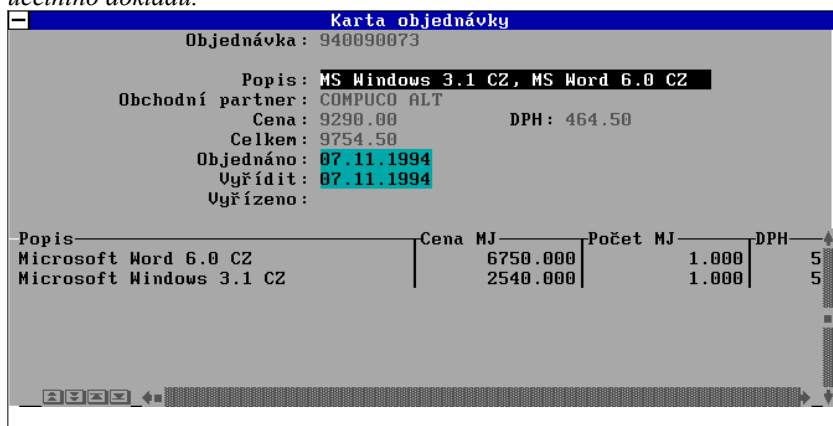 účetního dokladu.
Karta objednávky
Objednávka: 940090073
Popis: MS Windows 3.1 CZ, MS Word 6.0 CZ
Obchodní partner: COMPUCO ALT
Cena: 9290.00 DPH: 464.50
Celkem: 9754.50
Objednáno: 07.11.1994
Vyřídit: 07.11.1994
Vyřízeno:
Popis Cena MJ Počet MJ DPH
Microsoft Word 6.0 CZ 6750.000 1.000 5
Microsoft Windows 3.1 CZ 2540.000 1.000 5